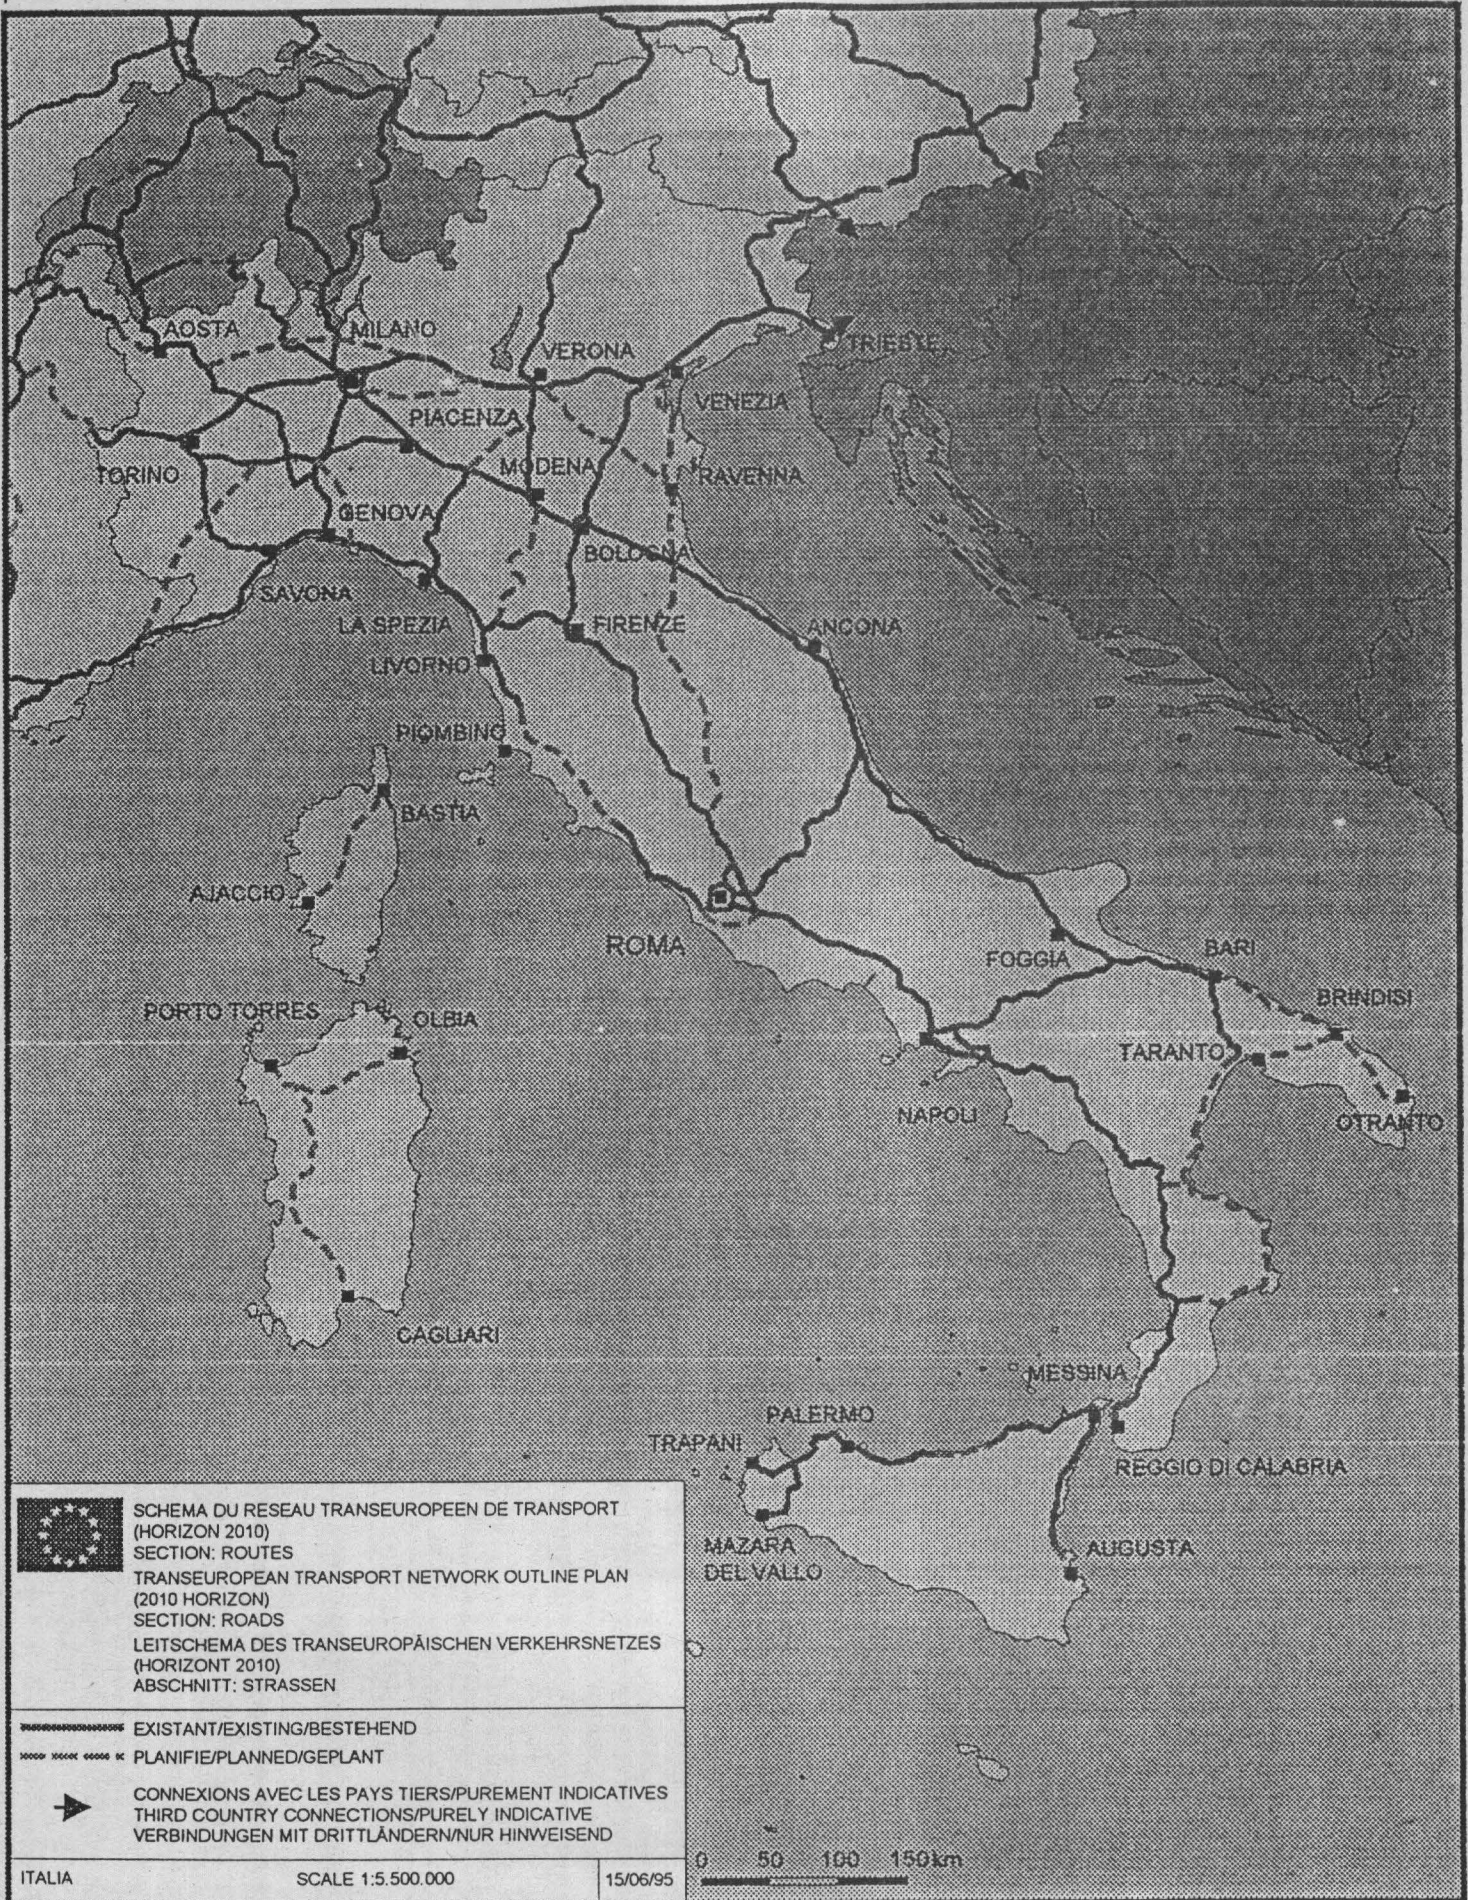 AOSTA
MILANO
VERONA
TRIESTE
VENEZIA
PIACENZA
TORINO
MODENA
RAVENNA
GENOVA
BOLOGNA
SAVONA
LA SPEZIA
FIRENZE
ANCONA
LIVORNO
PIOMBINO
BASTIA
AJACCIO
ROMA
FOGGIA
BARI
BRINDISI
PORTO TORRES
OLBIA
TARANTO
NAPOLI
OTRANTO
CAGLIARI
MESSINA
PALERMO
TRAPANI
REGGIO DI CALABRIA
MAZARA
DEL VALLO
AUGUSTA
SCHEMA DU RESEAU TRANSEUROPEEN DE TRANSPORT
(HORIZON 2010)
SECTION: ROUTES
TRANSEUROPEAN TRANSPORT NETWORK OUTLINE PLAN
(2010 HORIZON)
SECTION: ROADS
LEITSCHEMA DES TRANSEUROPÄISCHEN VERKEHRSNETZES
(HORIZONT 2010)
ABSCHNITT: STRASSEN
EXISTANT/EXISTING/BESTEHEND
PLANIFIE/PLANNED/GEPLANT
CONNEXIONS AVEC LES PAYS TIERS/PUREMENT INDICATIVES
THIRD COUNTRY CONNECTIONS/PURELY INDICATIVE
VERBINDUNGEN MIT DRITTLÄNDERN/NUR HINWEISEND
ITALIA SCALE 1:5.500.000 15/06/95
0 50 100 150km